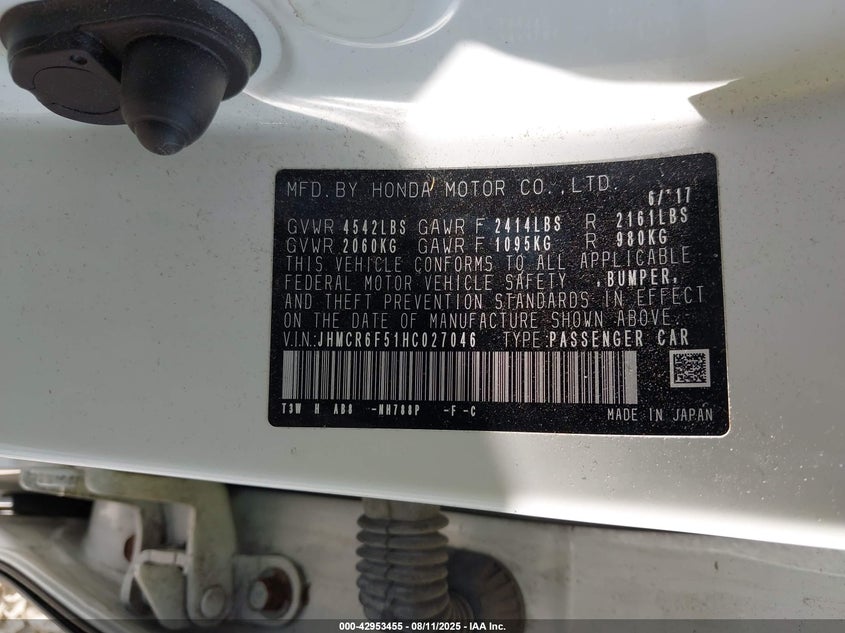 MFD. BY HONDA MOTOR CO.,LTD. 6/'17
GVWR 4542LBS GAWR F 2414LBS R 2161LBS
GVWR 2060KG GAWR F 1095KG R 980KG
THIS VEHICLE CONFORMS TO ALL APPLICABLE
FEDERAL MOTOR VEHICLE SAFETY ,BUMPER,
AND THEFT PREVENTION STANDARDS IN EFFECT
ON THE DATE OF MANUFACTURE SHOWN ABOVE.
V.I.N.:JHMCR6F51HC027046 TYPE:PASSENGER CAR
T3W H AB8 -NH788P -F -C
MADE IN JAPAN
000-42953455 - 08/11/2025 - IAA Inc.